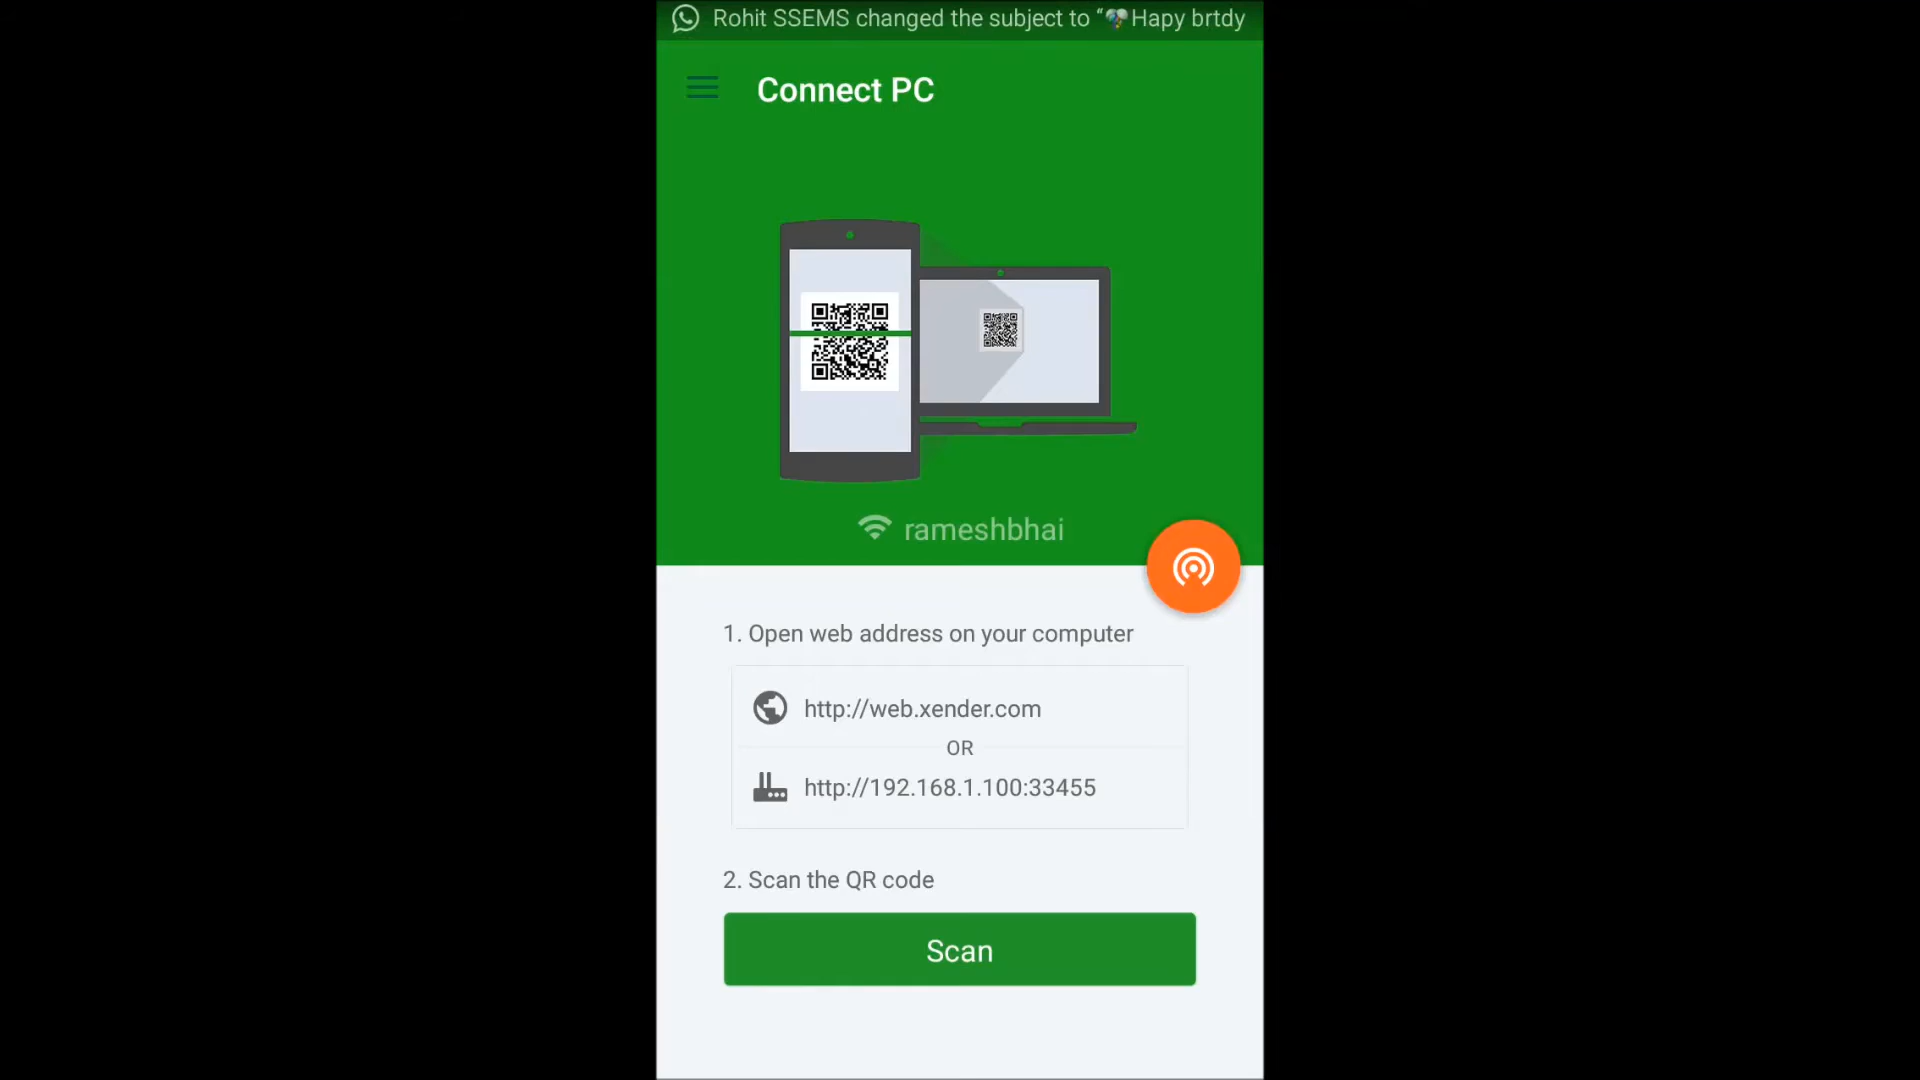 Rohit SSEMS changed the subject to “🎊Hapy brtdy
Connect PC
rameshbhai
1. Open web address on your computer
http://web.xender.com
OR
http://192.168.1.100:33455
2. Scan the QR code
Scan